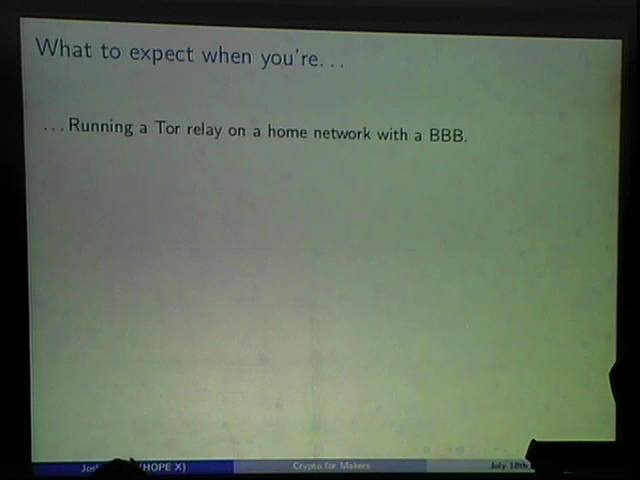 What to expect when you're...
...Running a Tor relay on a home network with a BBB.
(HOPE X)
Crypto for Makers
July 18th